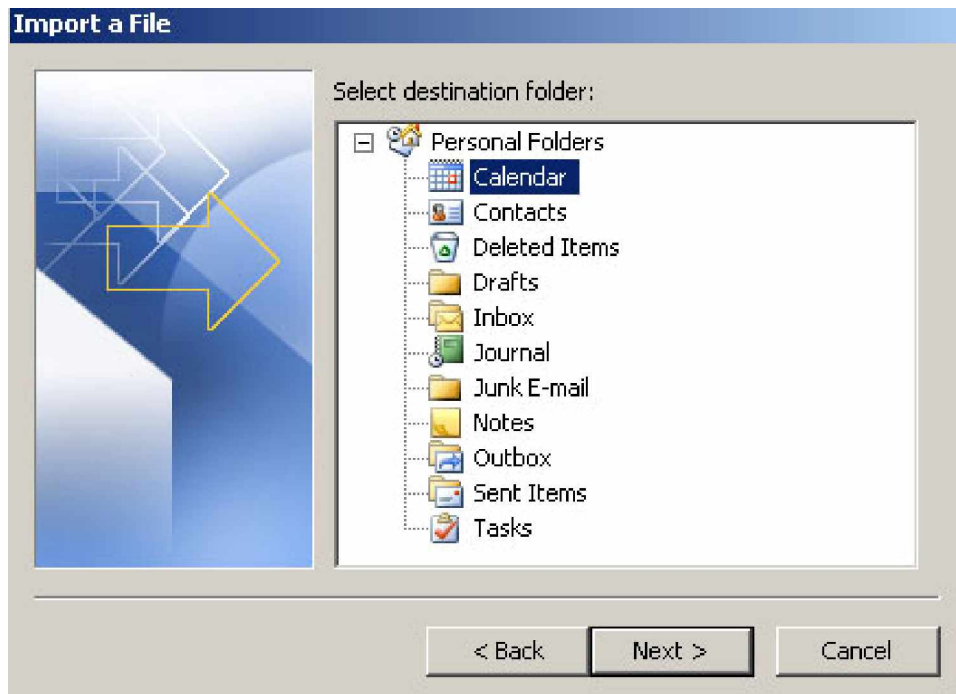 Import a File
Select destination folder:
Personal Folders
Calendar
Contacts
Deleted Items
Drafts
Inbox
Journal
Junk E-mail
Notes
Outbox
Sent Items
Tasks
< Back Next > Cancel